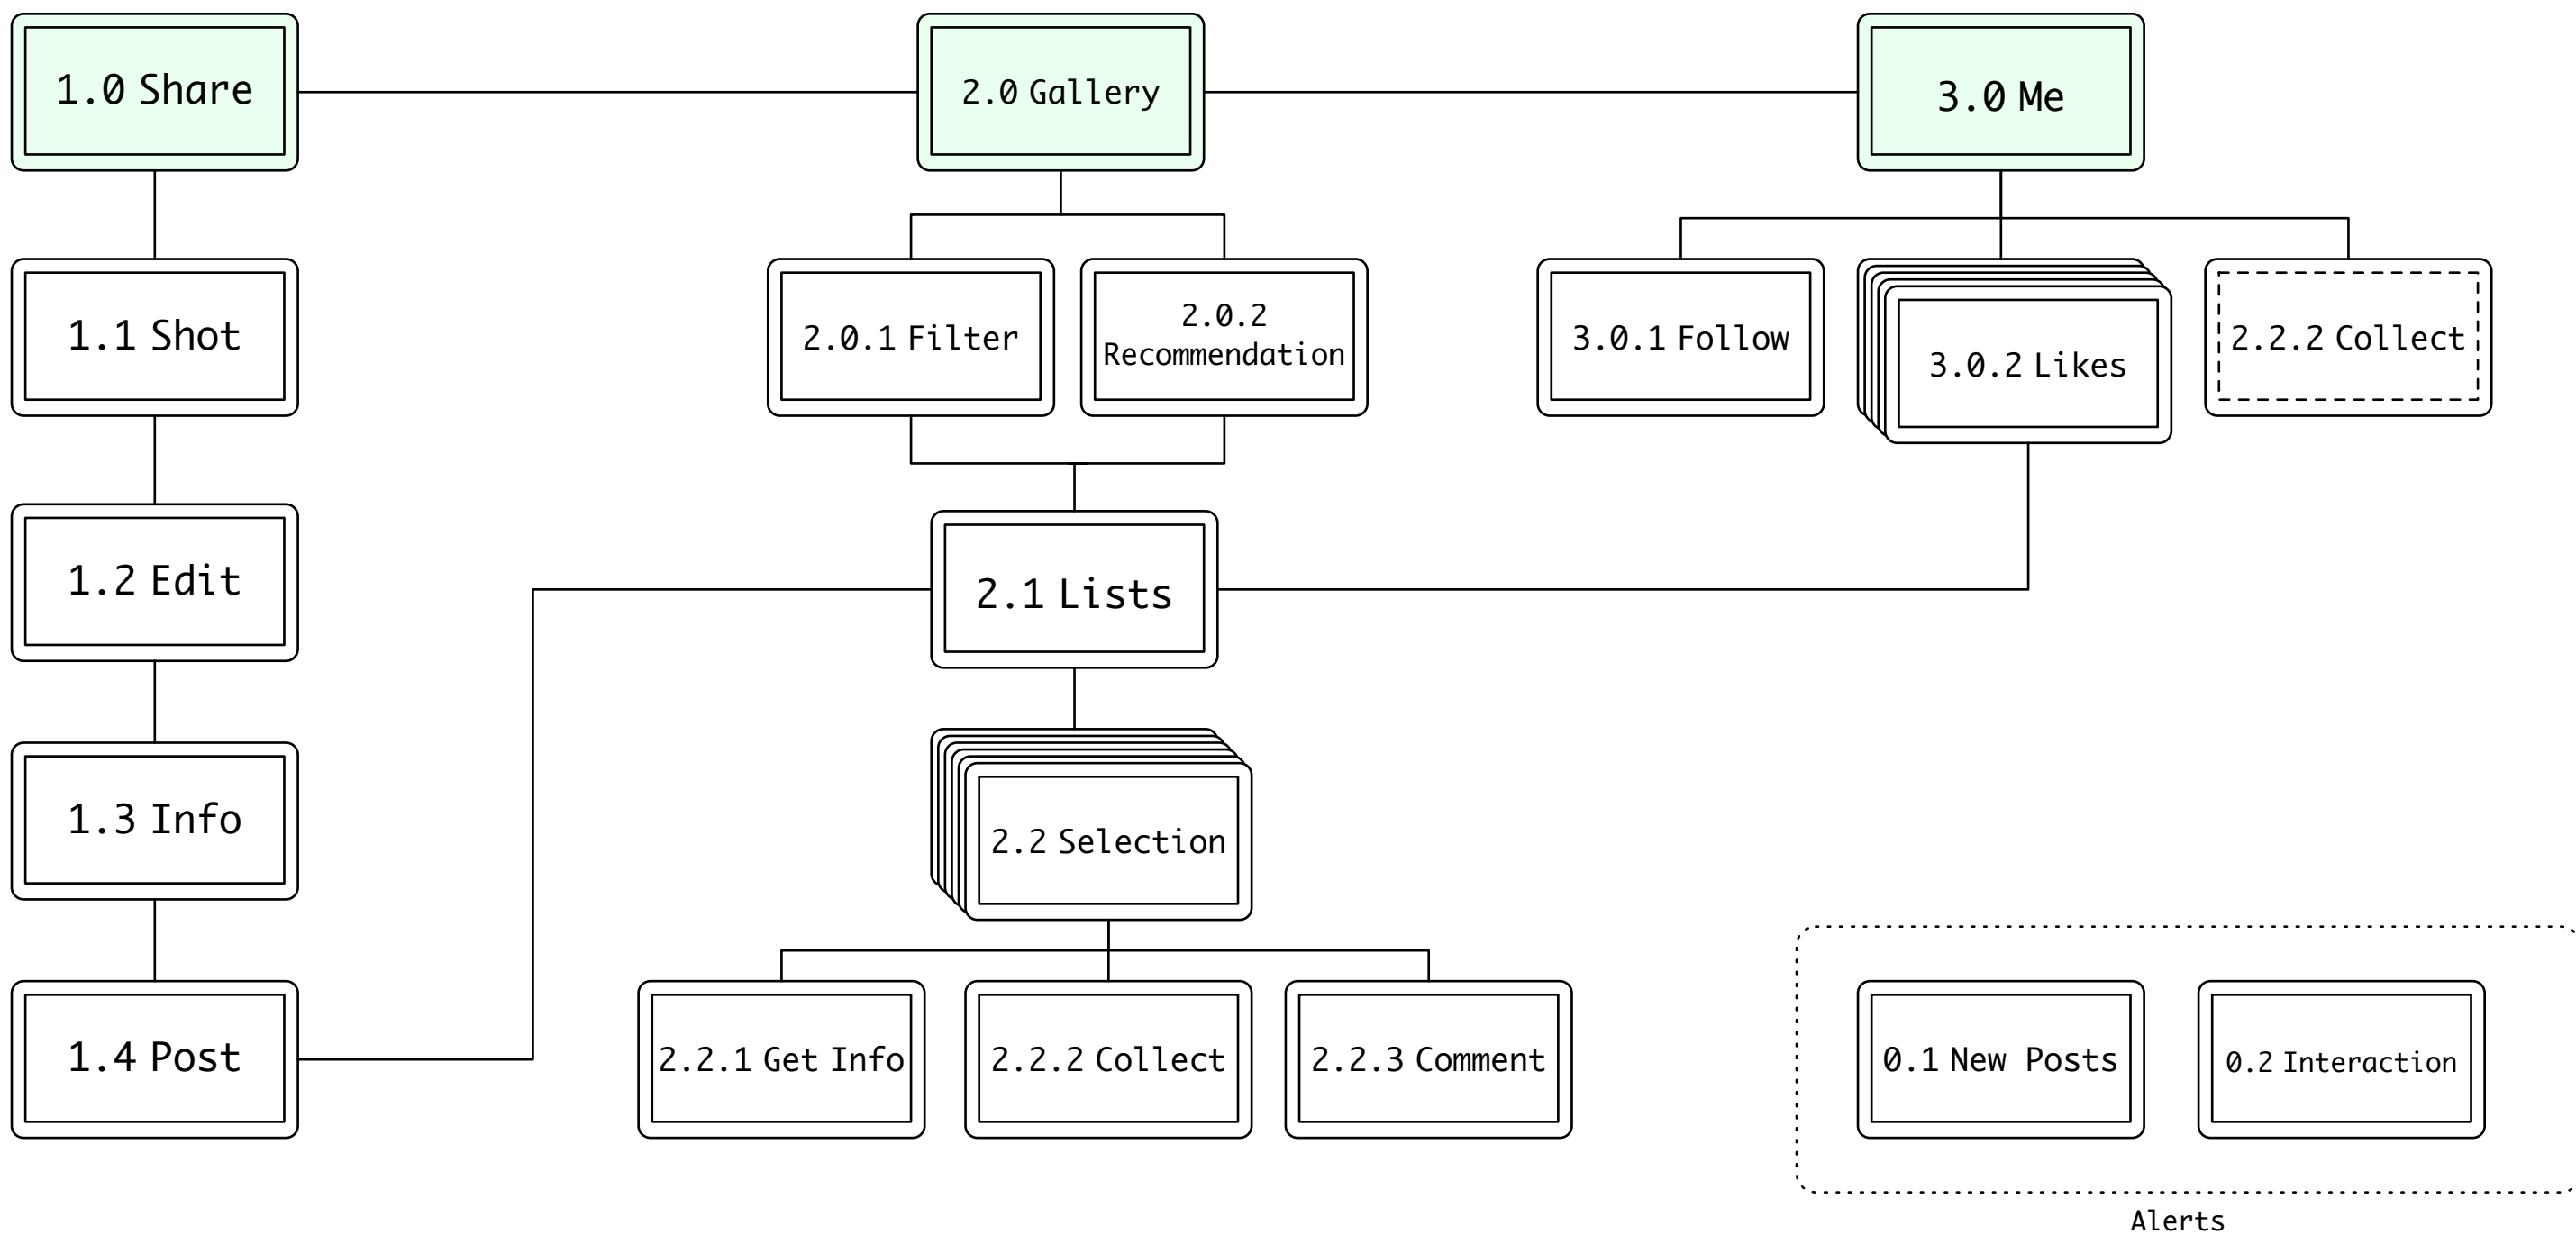 1.0 Share
2.0 Gallery
3.0 Me
1.1 Shot
2.0.1 Filter
2.0.2
Recommendation
3.0.1 Follow
3.0.2 Likes
2.2.2 Collect
1.2 Edit
2.1 Lists
1.3 Info
2.2 Selection
1.4 Post
2.2.1 Get Info
2.2.2 Collect
2.2.3 Comment
0.1 New Posts
0.2 Interaction
Alerts